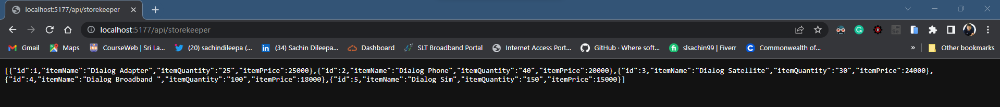 localhost:5177/api/storekeeper
localhost:5177/api/storekeeper
Gmail Maps CourseWeb | Sri La... (20) sachindileepa (... (34) Sachin Dileepa... Dashboard SLT Broadband Portal Internet Access Port... GitHub · Where soft... slsachin99 | Fiverr Commonwealth of... » Other bookmarks
[{"id":1,"itemName":"Dialog Adapter","itemQuantity":"25","itemPrice":25000},{"id":2,"itemName":"Dialog Phone","itemQuantity":"40","itemPrice":20000},{"id":3,"itemName":"Dialog Satellite","itemQuantity":"30","itemPrice":24000},
{"id":4,"itemName":"Dialog Broadband ","itemQuantity":"100","itemPrice":18000},{"id":5,"itemName":"Dialog Sim","itemQuantity":"150","itemPrice":15000}]